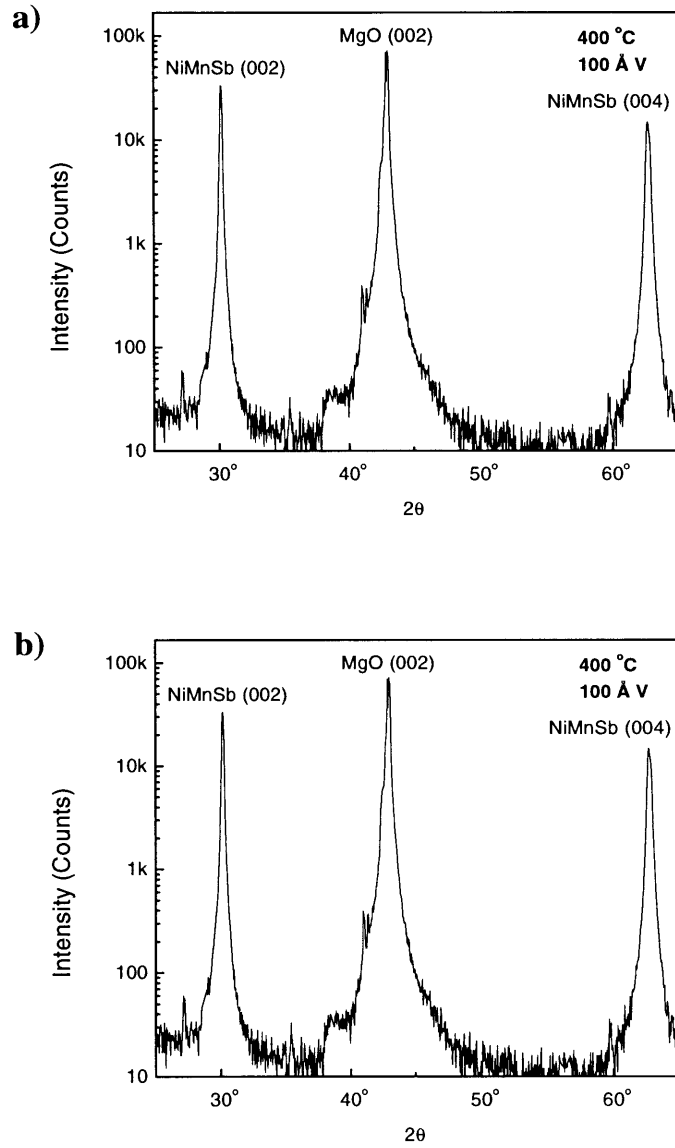 a)
100k
10k
1k
100
10
Intensity (Counts)
NiMnSb (002)
MgO (002)
400 °C
100 Å V
NiMnSb (004)
30°
40°
50°
60°
2θ
b)
100k
10k
1k
100
10
Intensity (Counts)
NiMnSb (002)
MgO (002)
400 °C
100 Å V
NiMnSb (004)
30°
40°
50°
60°
2θ